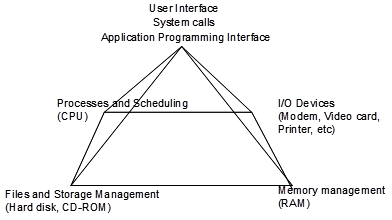 User Interface
System calls
Application Programming Interface
Processes and Scheduling
(CPU)
I/O Devices
(Modem, Video card,
Printer, etc)
Files and Storage Management
(Hard disk, CD-ROM)
Memory management
(RAM)